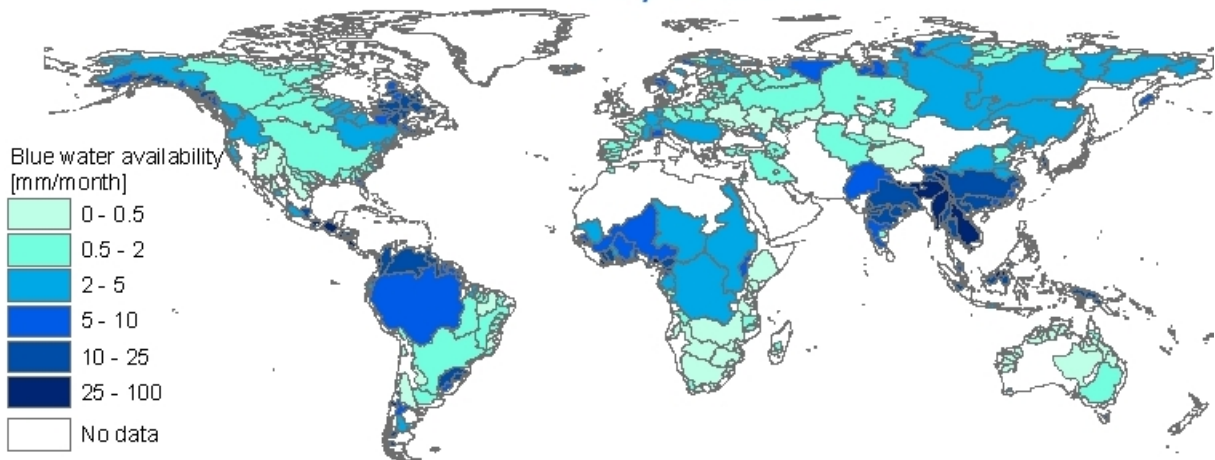 Blue water availability
[mm/month]
0 - 0.5
0.5 - 2
2 - 5
5 - 10
10 - 25
25 - 100
No data